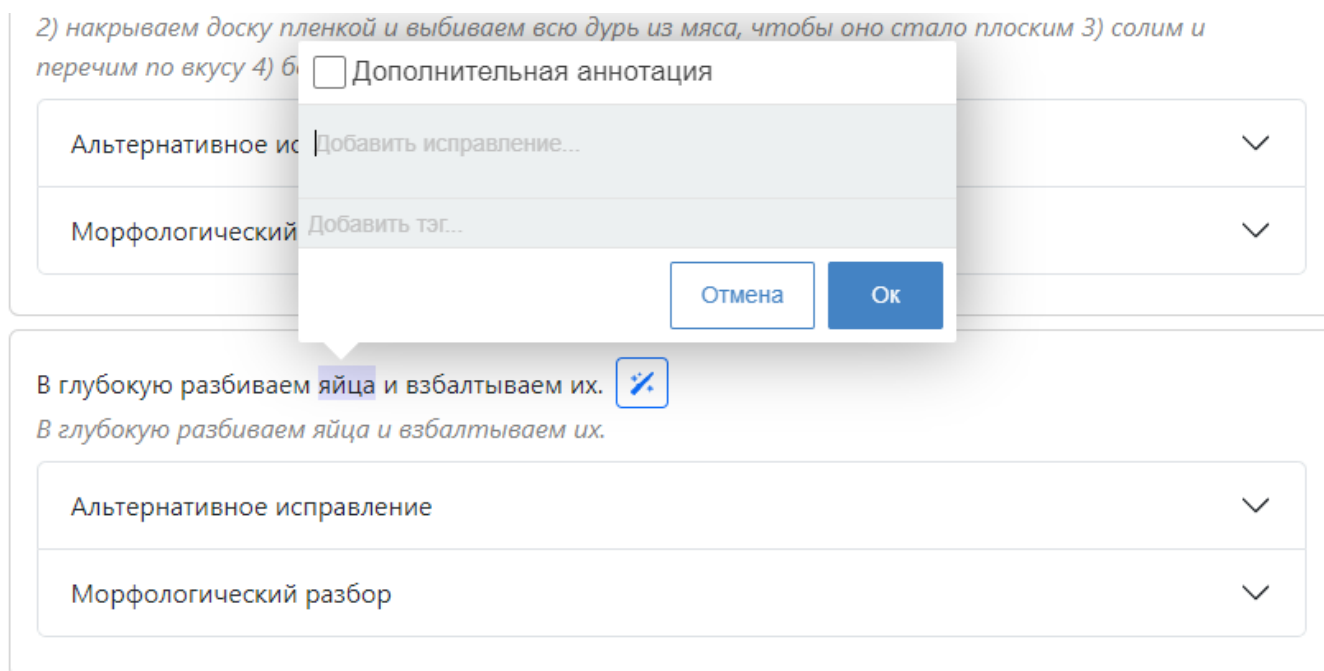 2) накрываем доску пленкой и выбиваем всю дурь из мяса, чтобы оно стало плоским 3) солим и
перечим по вкусу 4)
Дополнительная аннотация
Альтернативное
Добавить исправление...
Морфологический
Добавить тэг...
Отмена
Ок
В глубокую разбиваем яйца и взбалтываем их.
В глубокую разбиваем яйца и взбалтываем их.
Альтернативное исправление
Морфологический разбор